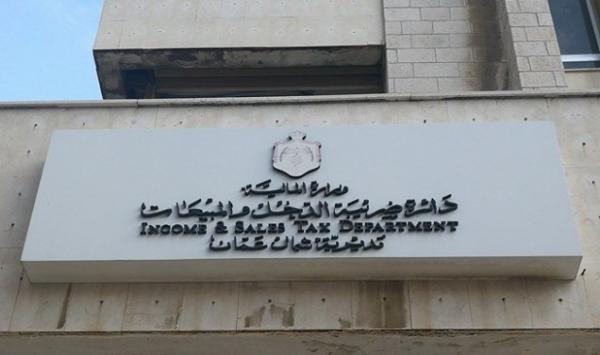 وزارة المالية
دائرة ضريبة الدخل والمبيعات
INCOME & SALES TAX DEPARTMENT
مديرية شمال عمان